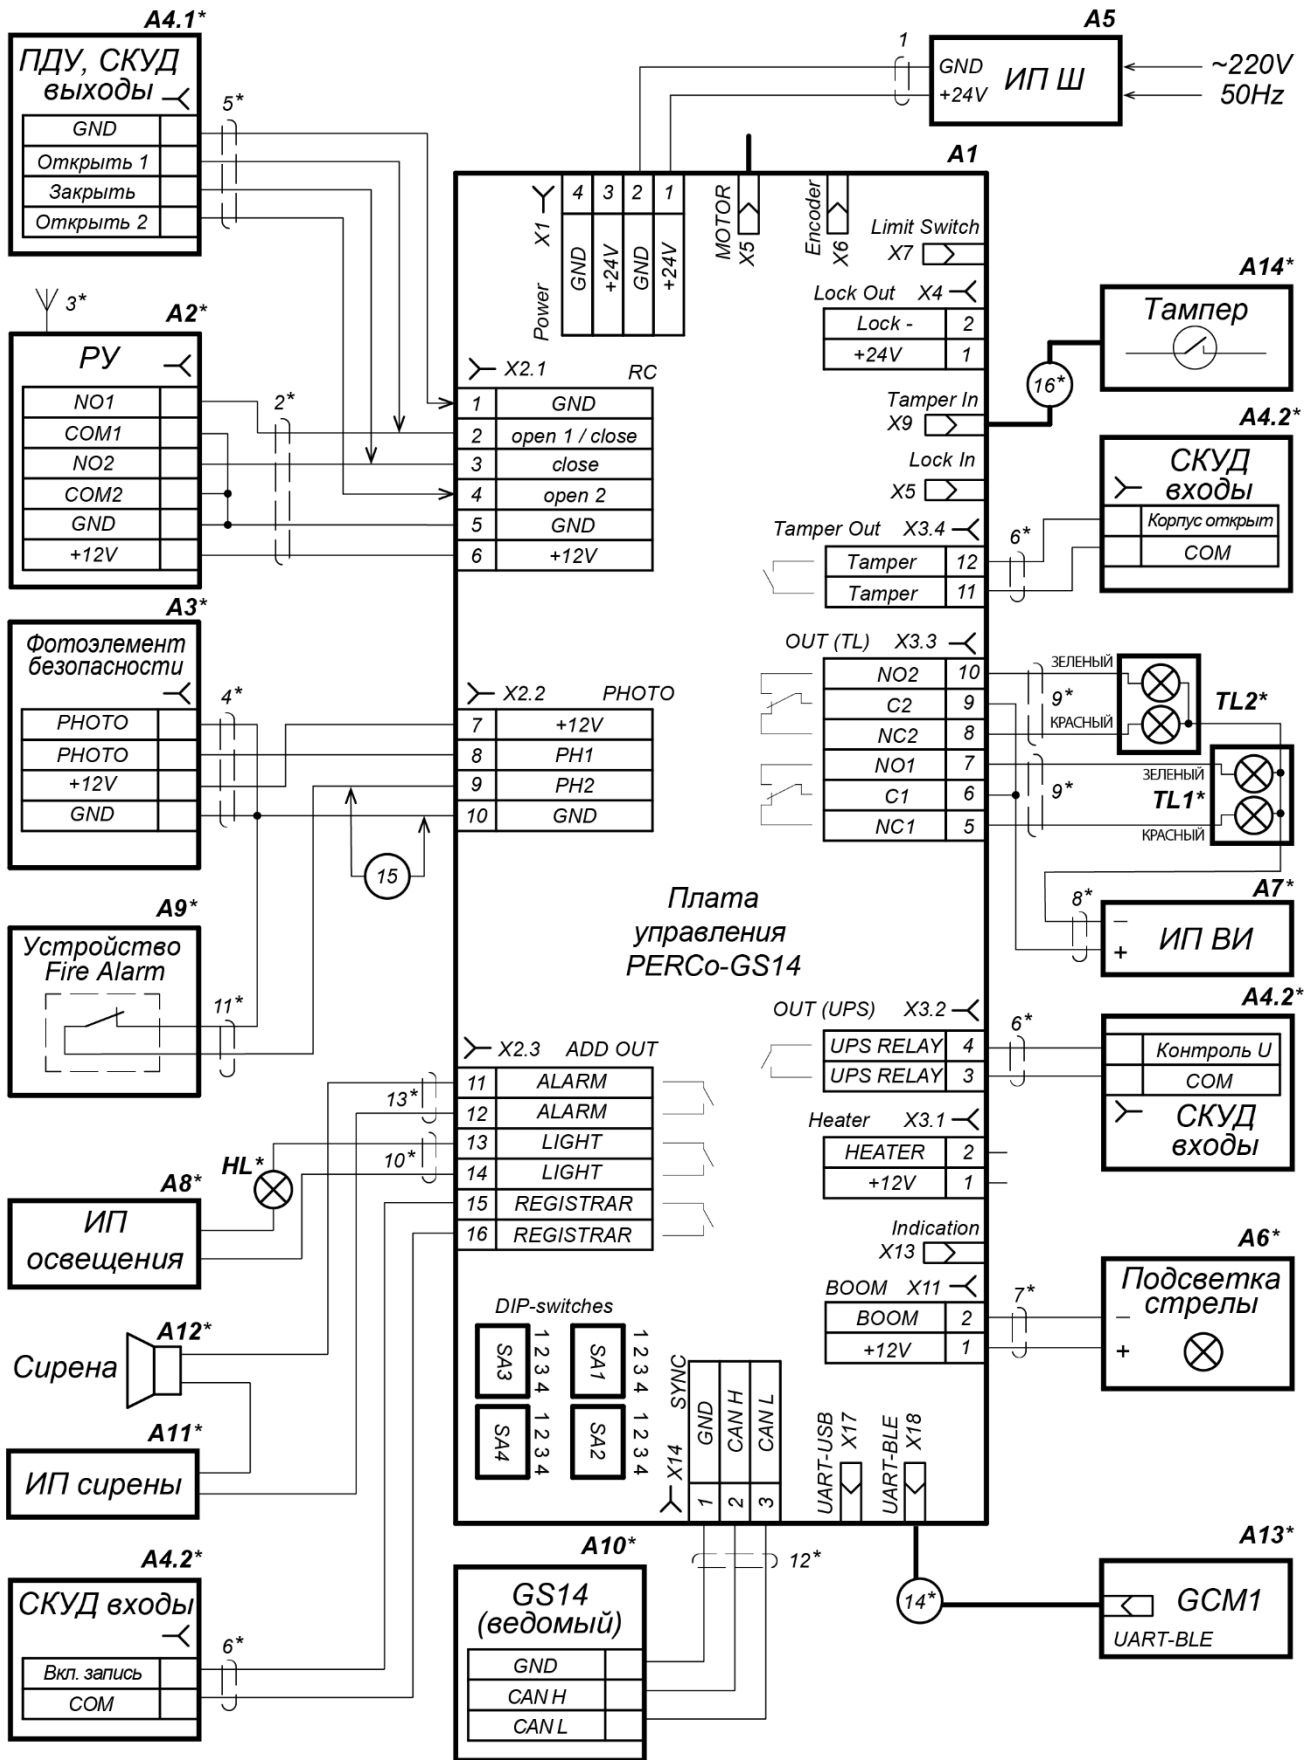 A4.1*
ПДУ, СКУД
выходы
5*
GND
Открыть 1
Закрыть
Открыть 2
3*
A2*
РУ
2*
NO1
COM1
NO2
COM2
GND
+12V
A3*
Фотоэлемент
безопасности
4*
PHOTO
PHOTO
+12V
GND
15
A9*
Устройство
Fire Alarm
11*
13*
10*
HL*
A8*
ИП
освещения
A12*
Сирена
A11*
ИП сирены
A4.2*
СКУД входы
6*
Вкл. запись
COM
A5
1
GND
+24V
ИП Ш
~220V
50Hz
A1
X1
Power
4 3 2 1
GND +24V GND +24V
MOTOR
X5
Encoder
X6
Limit Switch
X7
Lock Out X4
Lock - 2
+24V 1
X2.1 RC
1 GND
2 open 1 / close
3 close
4 open 2
5 GND
6 +12V
Tamper In
X9
Lock In
X5
Tamper Out X3.4
Tamper 12
Tamper 11
X2.2 PHOTO
7 +12V
8 PH1
9 PH2
10 GND
OUT (TL) X3.3
NO2 10
C2 9
NC2 8
NO1 7
C1 6
NC1 5
Плата
управления
PERCo-GS14
OUT (UPS) X3.2
UPS RELAY 4
UPS RELAY 3
X2.3 ADD OUT
11 ALARM
12 ALARM
13 LIGHT
14 LIGHT
15 REGISTRAR
16 REGISTRAR
Heater X3.1
HEATER 2
+12V 1
Indication
X13
BOOM X11
BOOM 2
+12V 1
DIP-switches
SA3 1 2 3 4
SA1 1 2 3 4
SA4 1 2 3 4
SA2 1 2 3 4
SYNC
X14
GND CAN H CAN L
1 2 3
UART-USB
X17
UART-BLE
X18
A14*
Тампер
16*
A4.2*
СКУД
входы
6*
Корпус открыт
COM
ЗЕЛЕНЫЙ
9*
КРАСНЫЙ
TL2*
ЗЕЛЕНЫЙ
9*
TL1*
КРАСНЫЙ
A7*
8*
–
+
ИП ВИ
A4.2*
6*
Контроль U
COM
СКУД
входы
A6*
Подсветка
стрелы
7*
–
+
A10*
12*
GS14
(ведомый)
GND
CAN H
CAN L
14*
A13*
GCM1
UART-BLE